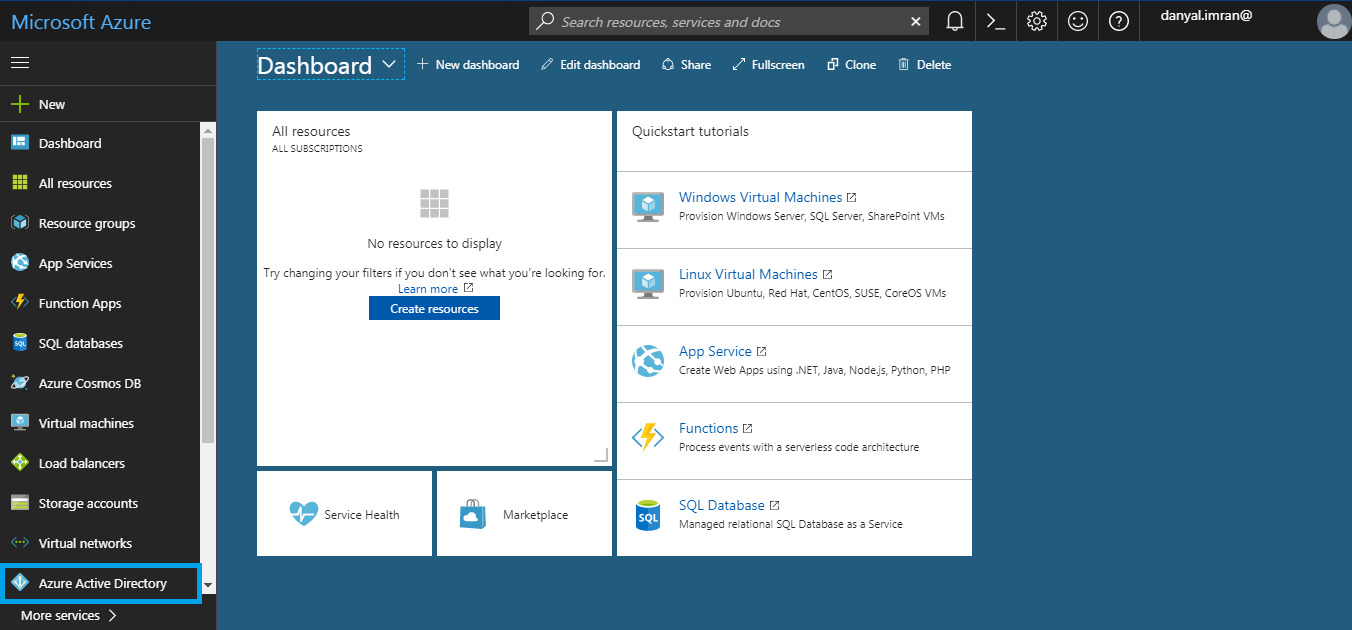 Microsoft Azure
Search resources, services and docs
danyal.imran@
New
Dashboard
All resources
Resource groups
App Services
Function Apps
SQL databases
Azure Cosmos DB
Virtual machines
Load balancers
Storage accounts
Virtual networks
Azure Active Directory
More services
Dashboard
New dashboard
Edit dashboard
Share
Fullscreen
Clone
Delete
All resources
ALL SUBSCRIPTIONS
No resources to display
Try changing your filters if you don't see what you're looking for.
Learn more
Create resources
Service Health
Marketplace
Quickstart tutorials
Windows Virtual Machines
Provision Windows Server, SQL Server, SharePoint VMs
Linux Virtual Machines
Provision Ubuntu, Red Hat, CentOS, SUSE, CoreOS VMs
App Service
Create Web Apps using .NET, Java, Node.js, Python, PHP
Functions
Process events with a serverless code architecture
SQL
SQL Database
Managed relational SQL Database as a Service